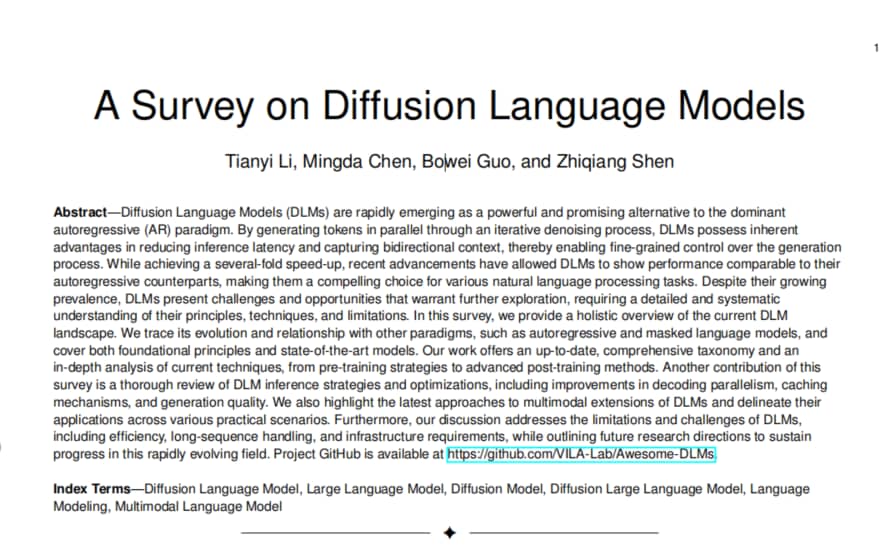 1
A Survey on Diffusion Language Models
Tianyi Li, Mingda Chen, Bowei Guo, and Zhiqiang Shen
Abstract—Diffusion Language Models (DLMs) are rapidly emerging as a powerful and promising alternative to the dominant
autoregressive (AR) paradigm. By generating tokens in parallel through an iterative denoising process, DLMs possess inherent
advantages in reducing inference latency and capturing bidirectional context, thereby enabling fine-grained control over the generation
process. While achieving a several-fold speed-up, recent advancements have allowed DLMs to show performance comparable to their
autoregressive counterparts, making them a compelling choice for various natural language processing tasks. Despite their growing
prevalence, DLMs present challenges and opportunities that warrant further exploration, requiring a detailed and systematic
understanding of their principles, techniques, and limitations. In this survey, we provide a holistic overview of the current DLM
landscape. We trace its evolution and relationship with other paradigms, such as autoregressive and masked language models, and
cover both foundational principles and state-of-the-art models. Our work offers an up-to-date, comprehensive taxonomy and an
in-depth analysis of current techniques, from pre-training strategies to advanced post-training methods. Another contribution of this
survey is a thorough review of DLM inference strategies and optimizations, including improvements in decoding parallelism, caching
mechanisms, and generation quality. We also highlight the latest approaches to multimodal extensions of DLMs and delineate their
applications across various practical scenarios. Furthermore, our discussion addresses the limitations and challenges of DLMs,
including efficiency, long-sequence handling, and infrastructure requirements, while outlining future research directions to sustain
progress in this rapidly evolving field. Project GitHub is available at https://github.com/VILA-Lab/Awesome-DLMs.
Index Terms—Diffusion Language Model, Large Language Model, Diffusion Model, Diffusion Large Language Model, Language
Modeling, Multimodal Language Model